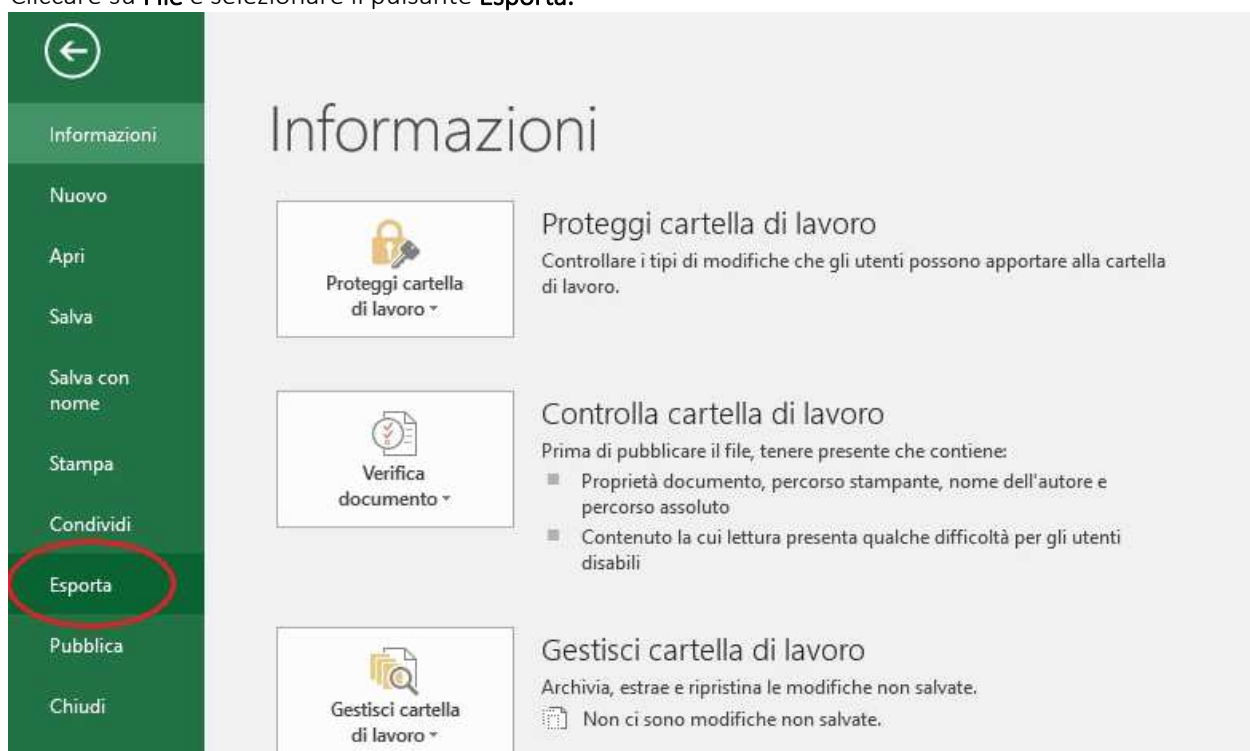 Cliccare su File e selezionare il pulsante Esporta.
Informazioni
Nuovo
Apri
Salva
Salva con
nome
Stampa
Condividi
Esporta
Pubblica
Chiudi
Informazioni
Proteggi cartella
di lavoro
Proteggi cartella di lavoro
Controllare i tipi di modifiche che gli utenti possono apportare alla cartella
di lavoro.
Verifica
documento
Controlla cartella di lavoro
Prima di pubblicare il file, tenere presente che contiene:
Proprietà documento, percorso stampante, nome dell'autore e
percorso assoluto
Contenuto la cui lettura presenta qualche difficoltà per gli utenti
disabili
Gestisci cartella
di lavoro
Gestisci cartella di lavoro
Archivia, estrae e ripristina le modifiche non salvate.
Non ci sono modifiche non salvate.